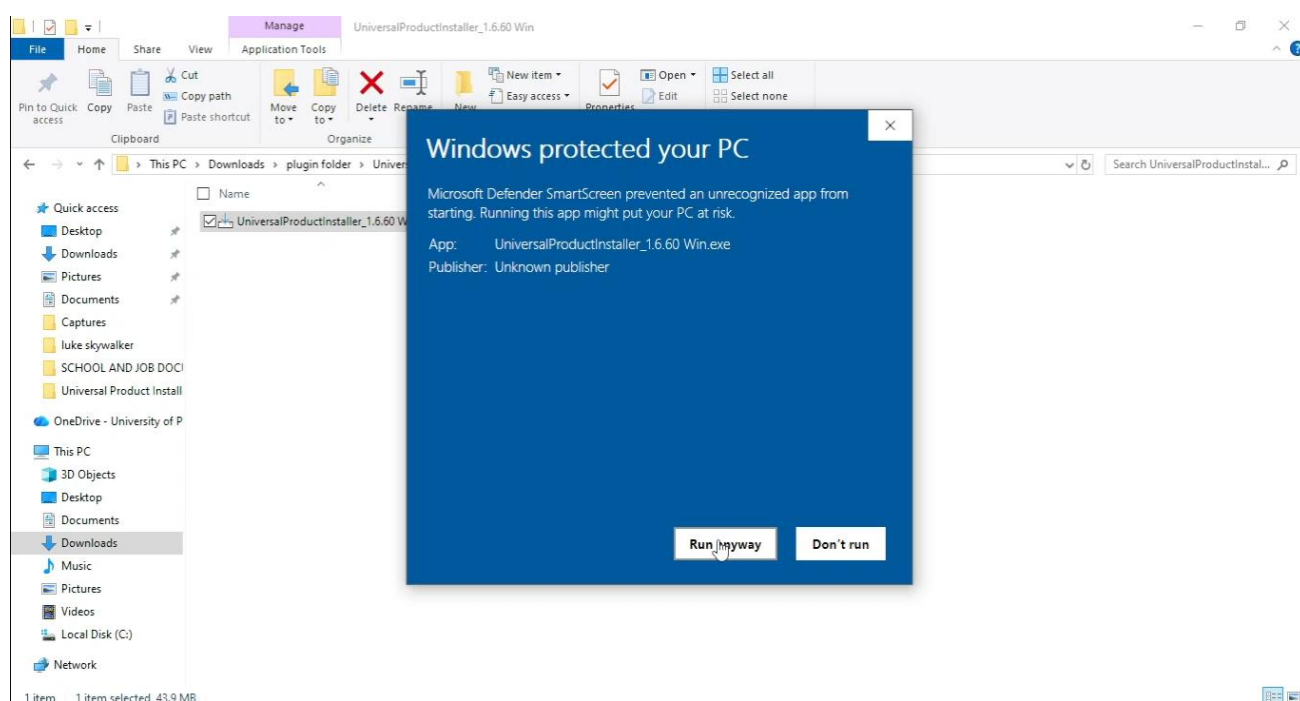 Manage
UniversalProductInstaller_1.6.60 Win
File Home Share View Application Tools
Pin to Quick access
Copy
Paste
Cut
Copy path
Paste shortcut
Move to
Copy to
Delete
Rename
New
New item
Easy access
Properties
Open
Edit
Select all
Select none
Clipboard
Organize
This PC > Downloads > plugin folder > Univer
Search UniversalProductInstal...
Name
UniversalProductInstaller_1.6.60 W
Quick access
Desktop
Downloads
Pictures
Documents
Captures
luke skywalker
SCHOOL AND JOB DOC
Universal Product Install
OneDrive - University of P
This PC
3D Objects
Desktop
Documents
Downloads
Music
Pictures
Videos
Local Disk (C:)
Network
1 item 1 item selected 43.9 MB
Windows protected your PC
Microsoft Defender SmartScreen prevented an unrecognized app from
starting. Running this app might put your PC at risk.
App: UniversalProductInstaller_1.6.60 Win.exe
Publisher: Unknown publisher
Run anyway
Don't run